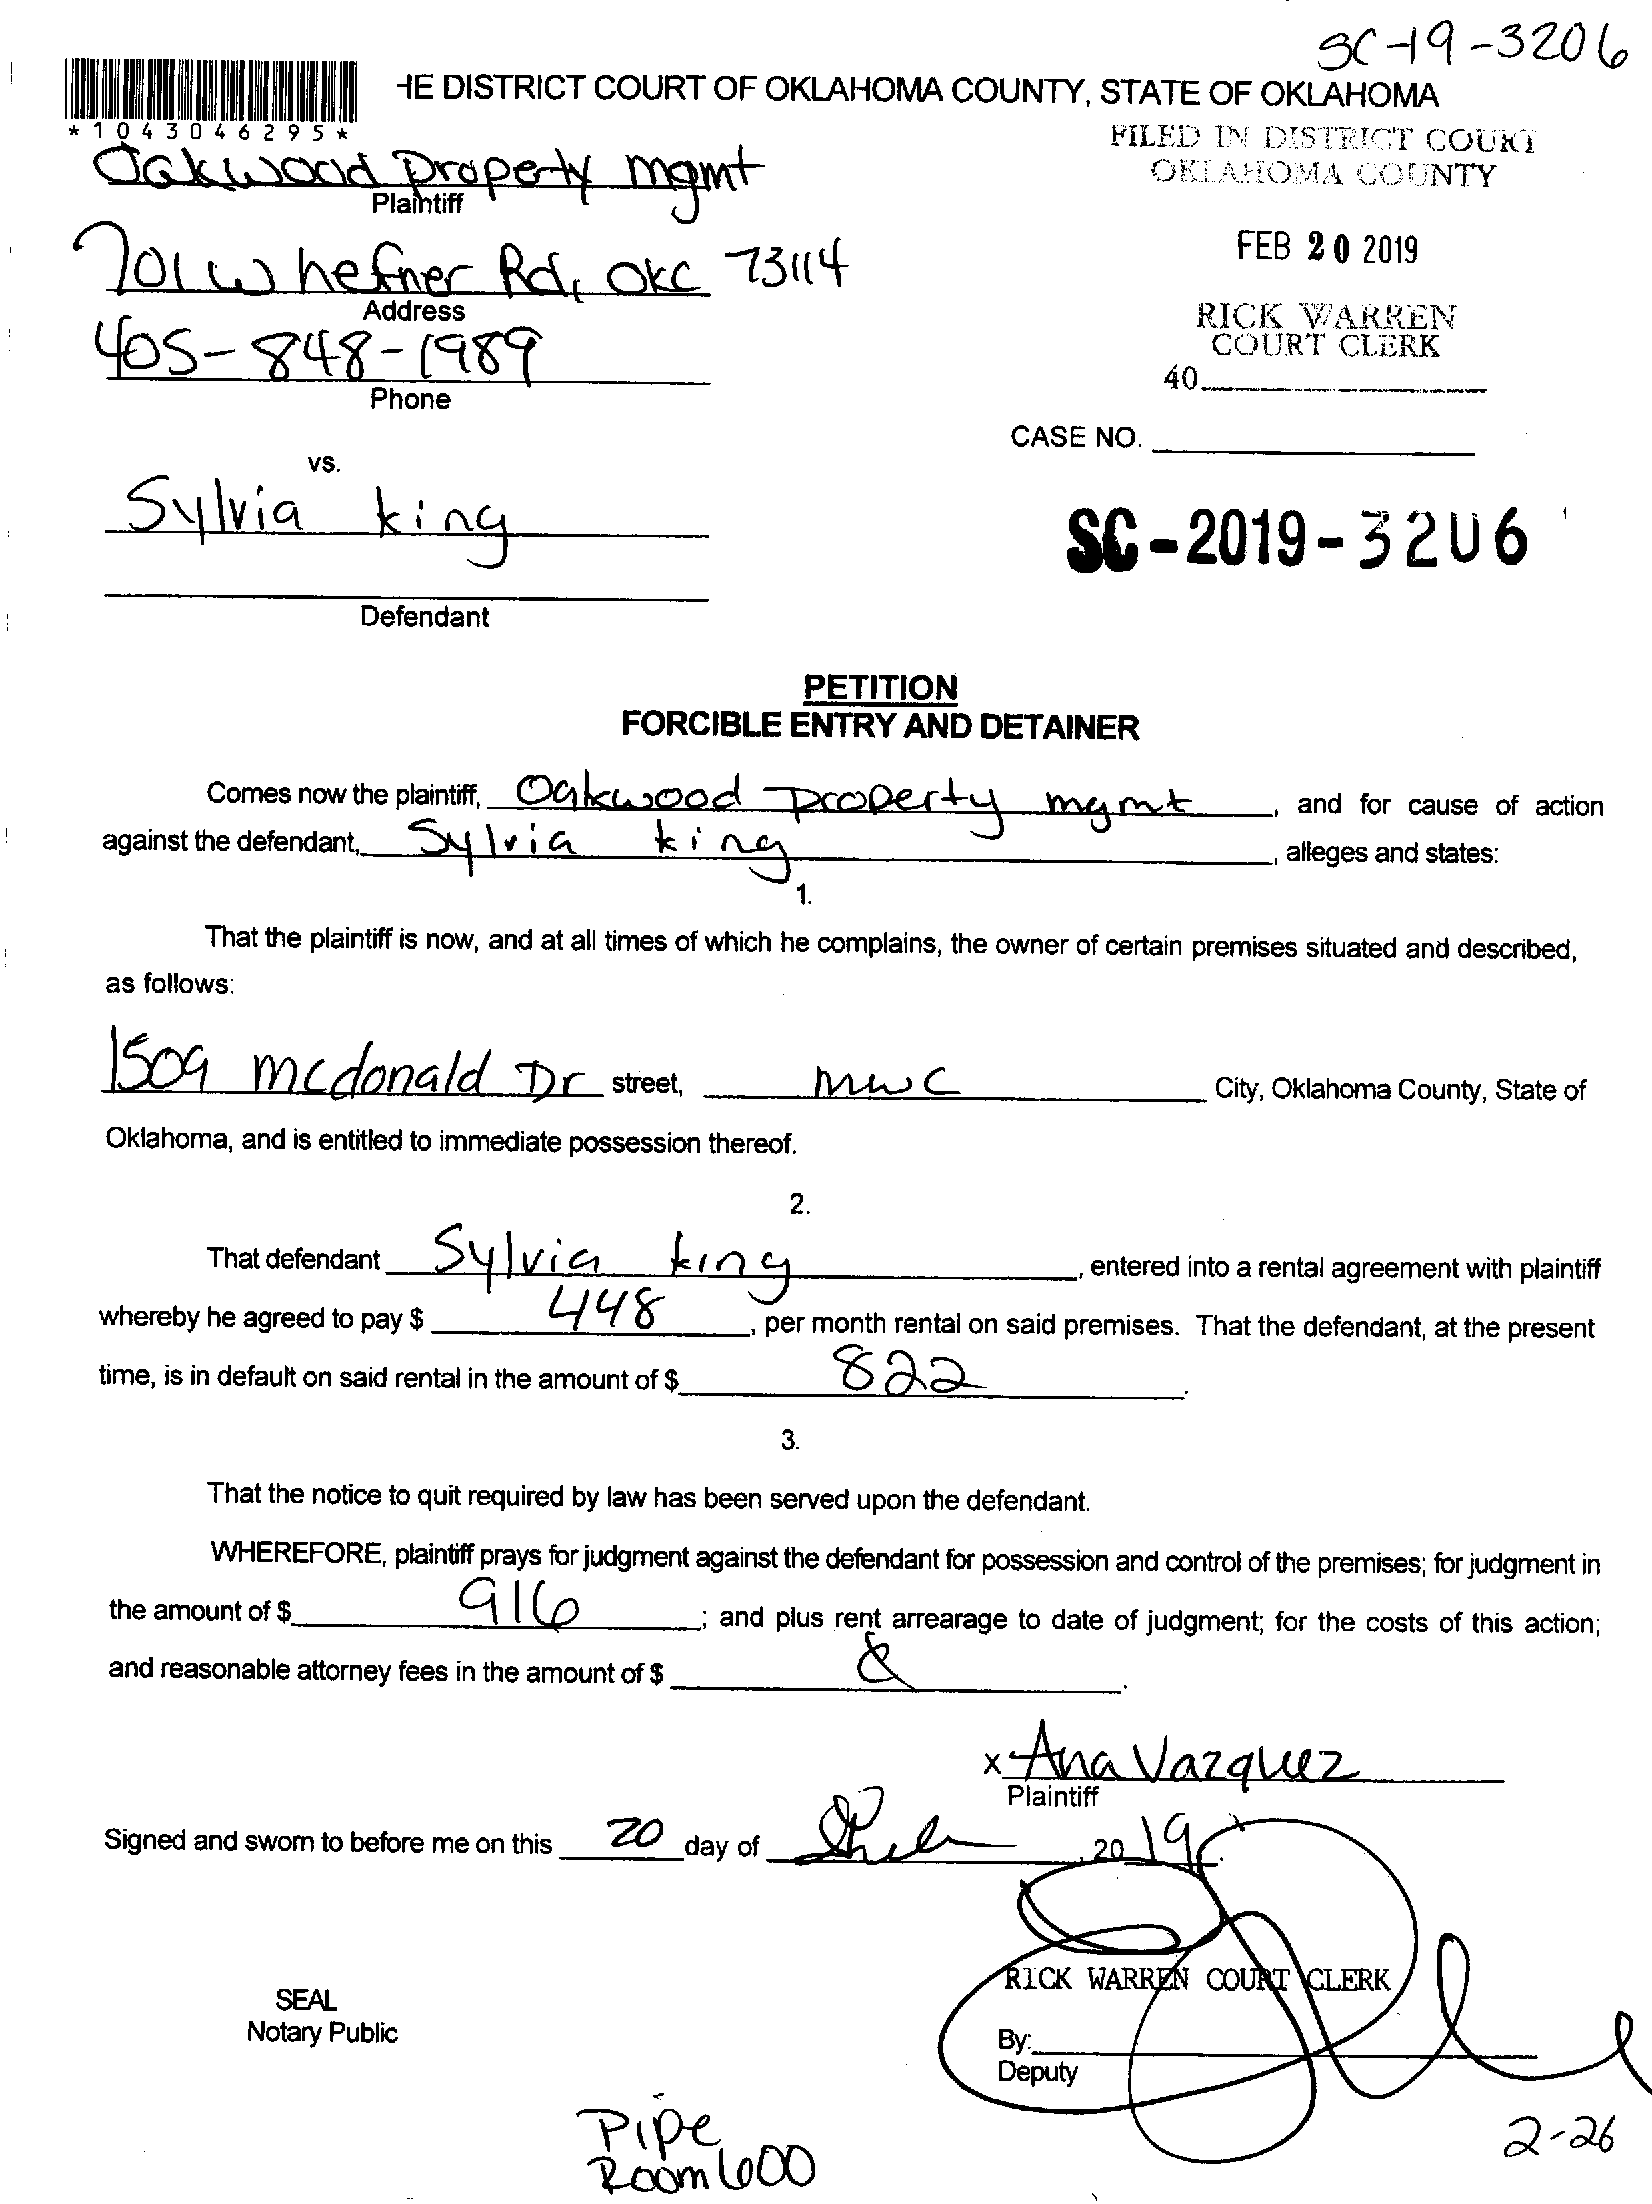 SC-19-3206
HE DISTRICT COURT OF OKLAHOMA COUNTY, STATE OF OKLAHOMA
*1043046295*
FILED IN DISTRICT COURT
OKLAHOMA COUNTY
Oakwood Property mgmt
Plaintiff
FEB 20 2019
701 W hefner Rd, OKC 73114
Address
RICK WARREN
COURT CLERK
405-848-1989
Phone
40
CASE NO.
vs.
Sylvia king
SC-2019-3206
Defendant
PETITION
FORCIBLE ENTRY AND DETAINER
Comes now the plaintiff, Oakwood property mgmt, and for cause of action
against the defendant, Sylvia king, alleges and states:
1.
That the plaintiff is now, and at all times of which he complains, the owner of certain premises situated and described,
as follows:
1509 mcdonald Dr street, mwc City, Oklahoma County, State of
Oklahoma, and is entitled to immediate possession thereof.
2.
That defendant Sylvia king, entered into a rental agreement with plaintiff
whereby he agreed to pay $ 448, per month rental on said premises. That the defendant, at the present
time, is in default on said rental in the amount of $ 822.
3.
That the notice to quit required by law has been served upon the defendant.
WHEREFORE, plaintiff prays for judgment against the defendant for possession and control of the premises; for judgment in
the amount of $ 916; and plus rent arrearage to date of judgment; for the costs of this action;
and reasonable attorney fees in the amount of $
x Ana Vazquez
Plaintiff
Signed and sworn to before me on this 20 day of Feb, 2019.
RICK WARREN COURT CLERK
SEAL
Notary Public
By:
Deputy
Pipe
Room 600
2-26